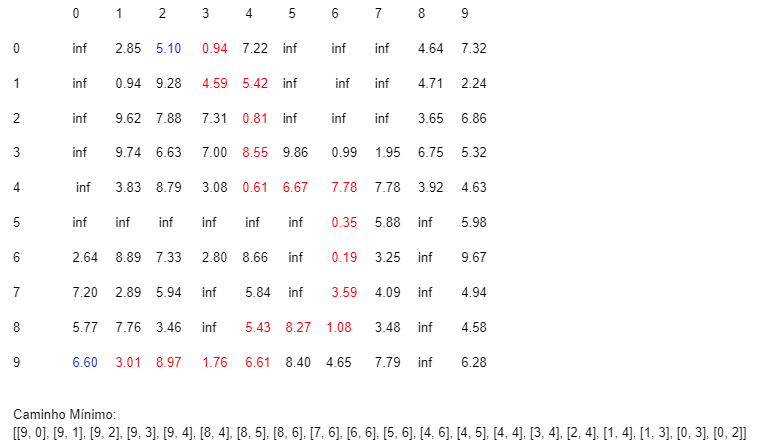 0 1 2 3 4 5 6 7 8 9
0 inf 2.85 5.10 0.94 7.22 inf inf inf 4.64 7.32
1 inf 0.94 9.28 4.59 5.42 inf inf inf 4.71 2.24
2 inf 9.62 7.88 7.31 0.81 inf inf inf 3.65 6.86
3 inf 9.74 6.63 7.00 8.55 9.86 0.99 1.95 6.75 5.32
4 inf 3.83 8.79 3.08 0.61 6.67 7.78 7.78 3.92 4.63
5 inf inf inf inf inf inf 0.35 5.88 inf 5.98
6 2.64 8.89 7.33 2.80 8.66 inf 0.19 3.25 inf 9.67
7 7.20 2.89 5.94 inf 5.84 inf 3.59 4.09 inf 4.94
8 5.77 7.76 3.46 inf 5.43 8.27 1.08 3.48 inf 4.58
9 6.60 3.01 8.97 1.76 6.61 8.40 4.65 7.79 inf 6.28
Caminho Mínimo:
[[9, 0], [9, 1], [9, 2], [9, 3], [9, 4], [8, 4], [8, 5], [8, 6], [7, 6], [6, 6], [5, 6], [4, 6], [4, 5], [4, 4], [3, 4], [2, 4], [1, 4], [1, 3], [0, 3], [0, 2]]